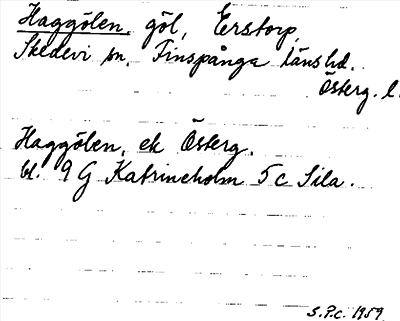 Haggölen, göl, Erstorp,
Skedevi sn, Finspånga länshd.
Österg. l.
Haggölen, ek Österg.
bl. 9 G Katrineholm 5 c Sila.
S.P.C. 1959